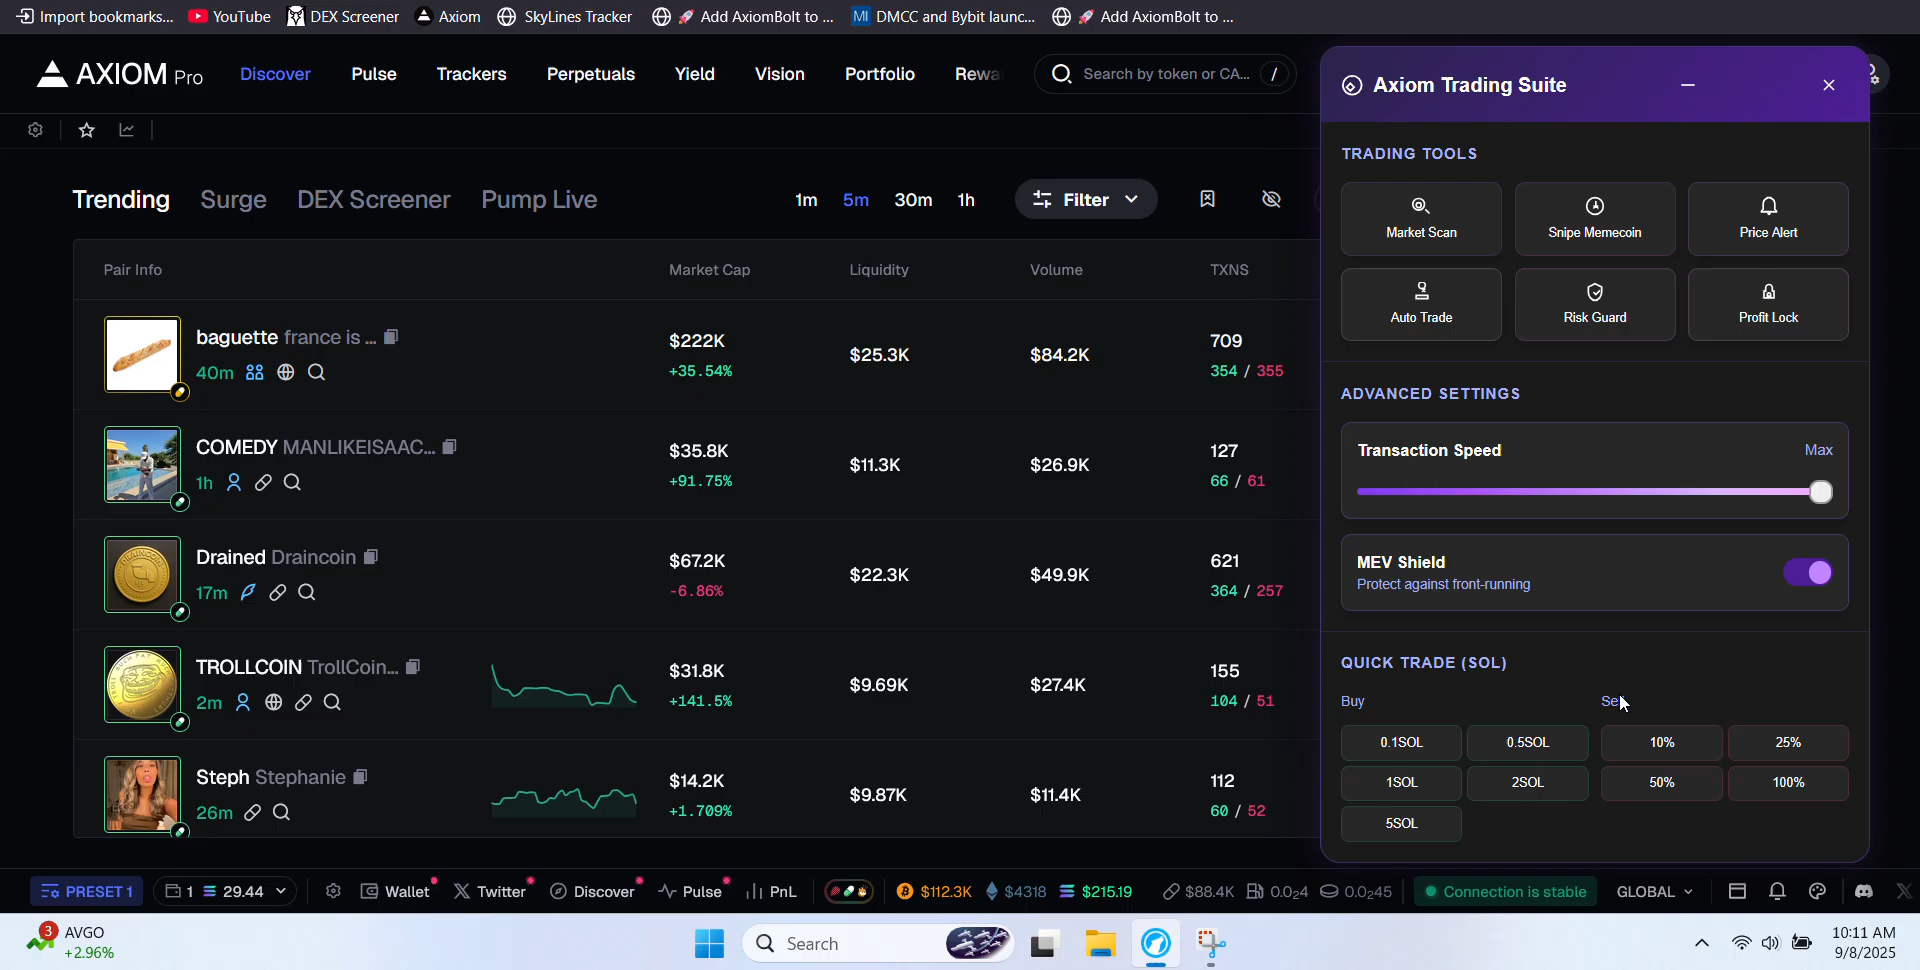 Import bookmarks... YouTube DEX Screener Axiom SkyLines Tracker 🚀 Add AxiomBolt to ... MI DMCC and Bybit launc... 🚀 Add AxiomBolt to ...
AXIOM Pro Discover Pulse Trackers Perpetuals Yield Vision Portfolio Rewa Search by token or CA... /
Trending Surge DEX Screener Pump Live 1m 5m 30m 1h Filter
Pair Info Market Cap Liquidity Volume TXNS
baguette france is ... $222K $25.3K $84.2K 709
40m +35.54% 354 / 355
COMEDY MANLIKEISAAC... $35.8K $11.3K $26.9K 127
1h +91.75% 66 / 61
Drained Draincoin $67.2K $22.3K $49.9K 621
17m -6.86% 364 / 257
TROLLCOIN TrollCoin... $31.8K $9.69K $27.4K 155
2m +141.5% 104 / 51
Steph Stephanie $14.2K $9.87K $11.4K 112
26m +1.709% 60 / 52
Axiom Trading Suite
TRADING TOOLS
Market Scan Snipe Memecoin Price Alert
Auto Trade Risk Guard Profit Lock
ADVANCED SETTINGS
Transaction Speed Max
MEV Shield
Protect against front-running
QUICK TRADE (SOL)
Buy
0.1SOL 0.5SOL 10% 25%
1SOL 2SOL 50% 100%
5SOL
PRESET 1 1 29.44 Wallet Twitter Discover Pulse PnL $112.3K $4318 $215.19 $88.4K 0.0₂4 0.0₂45 Connection is stable GLOBAL
3 AVGO
+2.96%
Search
10:11 AM
9/8/2025